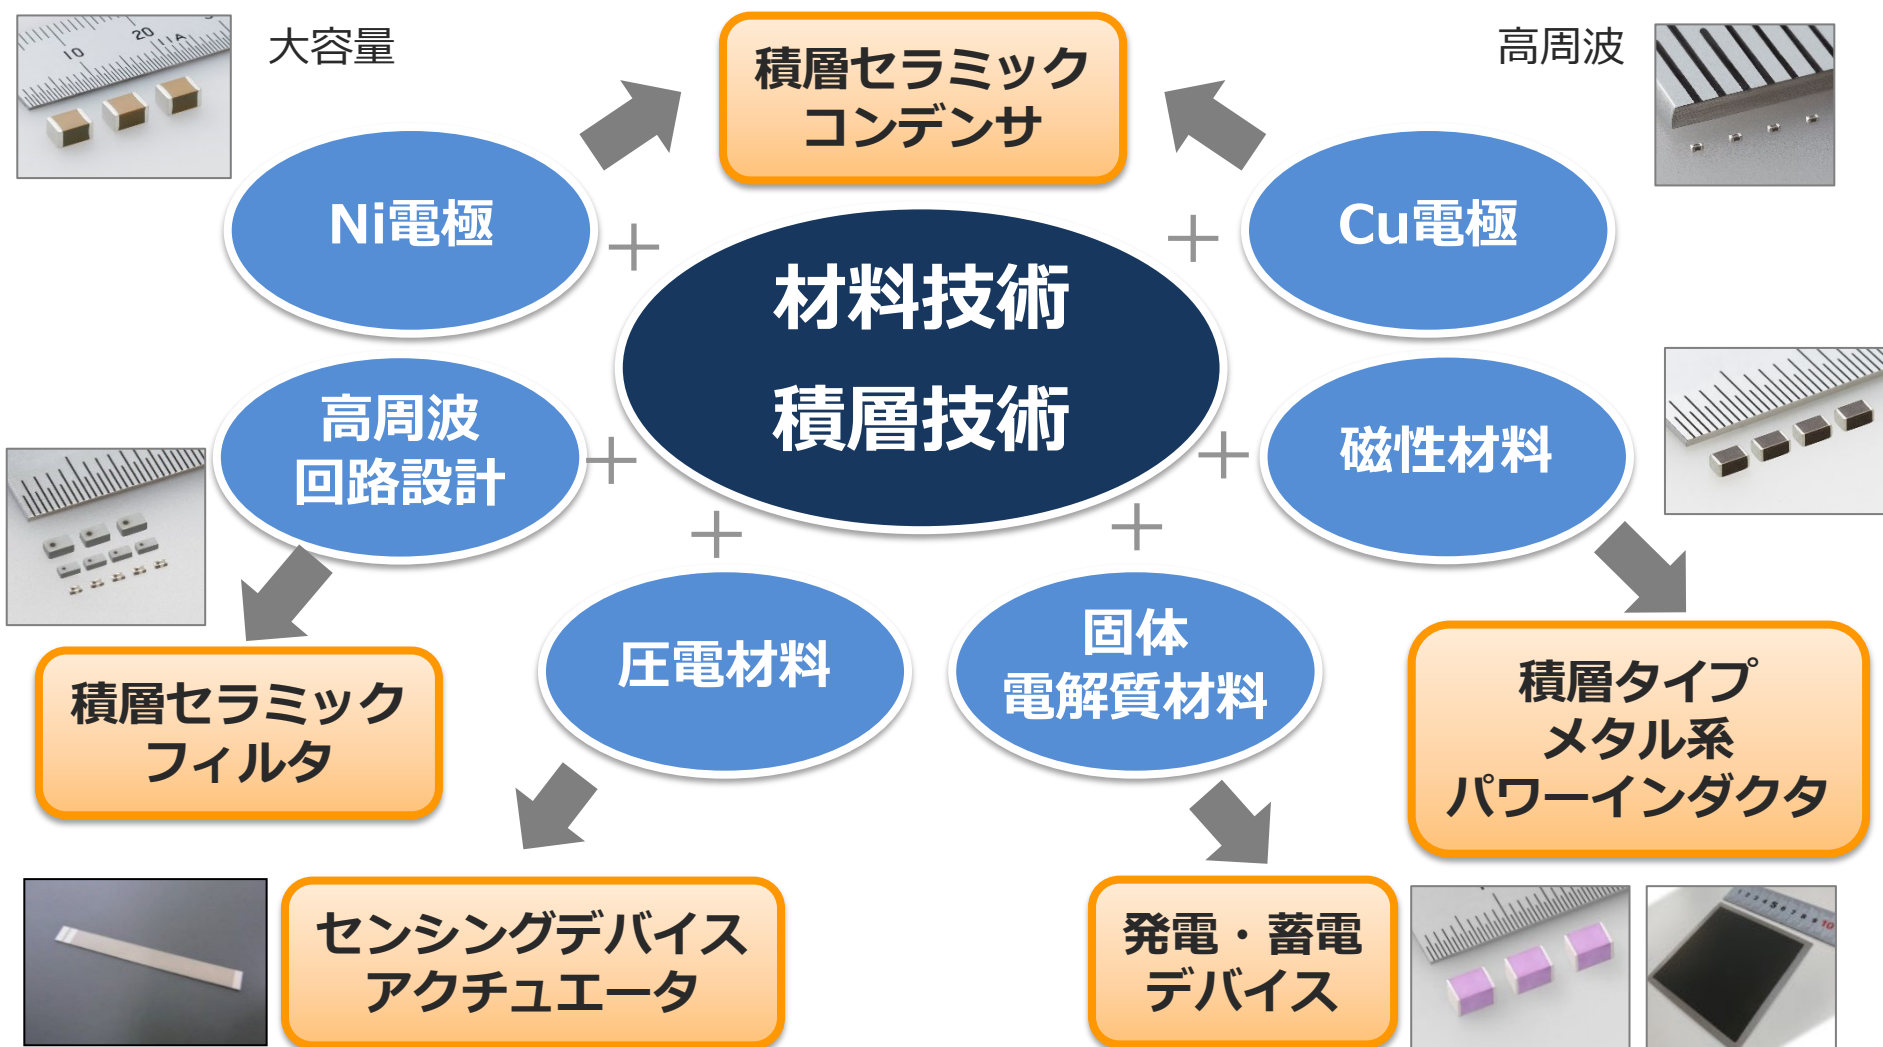 大容量
積層セラミック
コンデンサ
高周波
10
20
Ni電極
Cu電極
材料技術
積層技術
高周波
回路設計
磁性材料
圧電材料
固体
電解質材料
積層セラミック
フィルタ
積層タイプ
メタル系
パワーインダクタ
センシングデバイス
アクチュエータ
発電・蓄電
デバイス